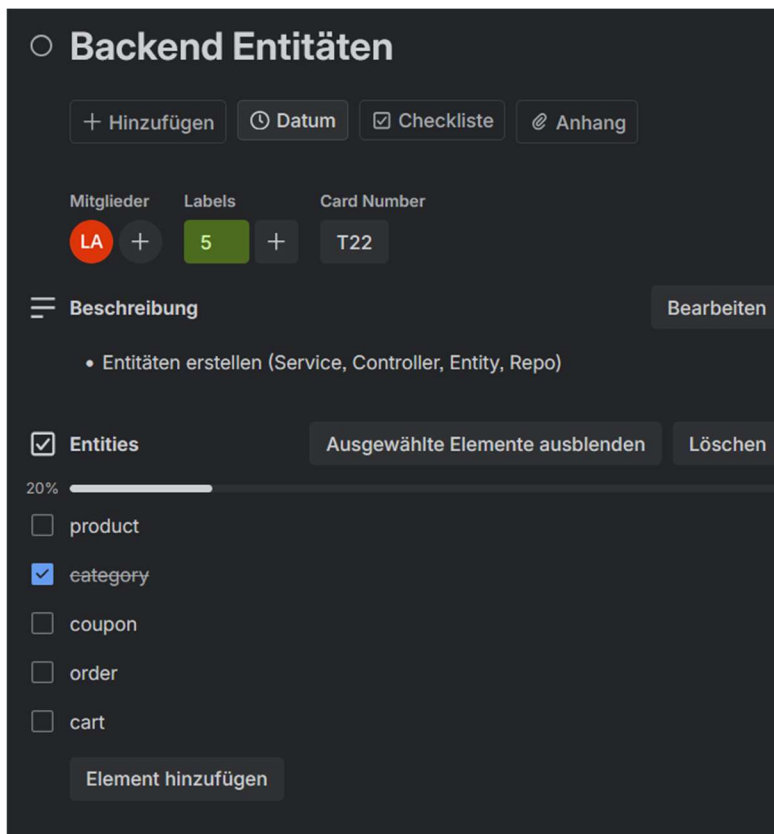 Backend Entitäten
+ Hinzufügen Datum Checkliste Anhang
Mitglieder Labels Card Number
LA + 5 + T22
Beschreibung Bearbeiten
• Entitäten erstellen (Service, Controller, Entity, Repo)
Entities Ausgewählte Elemente ausblenden Löschen
20%
product
category
coupon
order
cart
Element hinzufügen